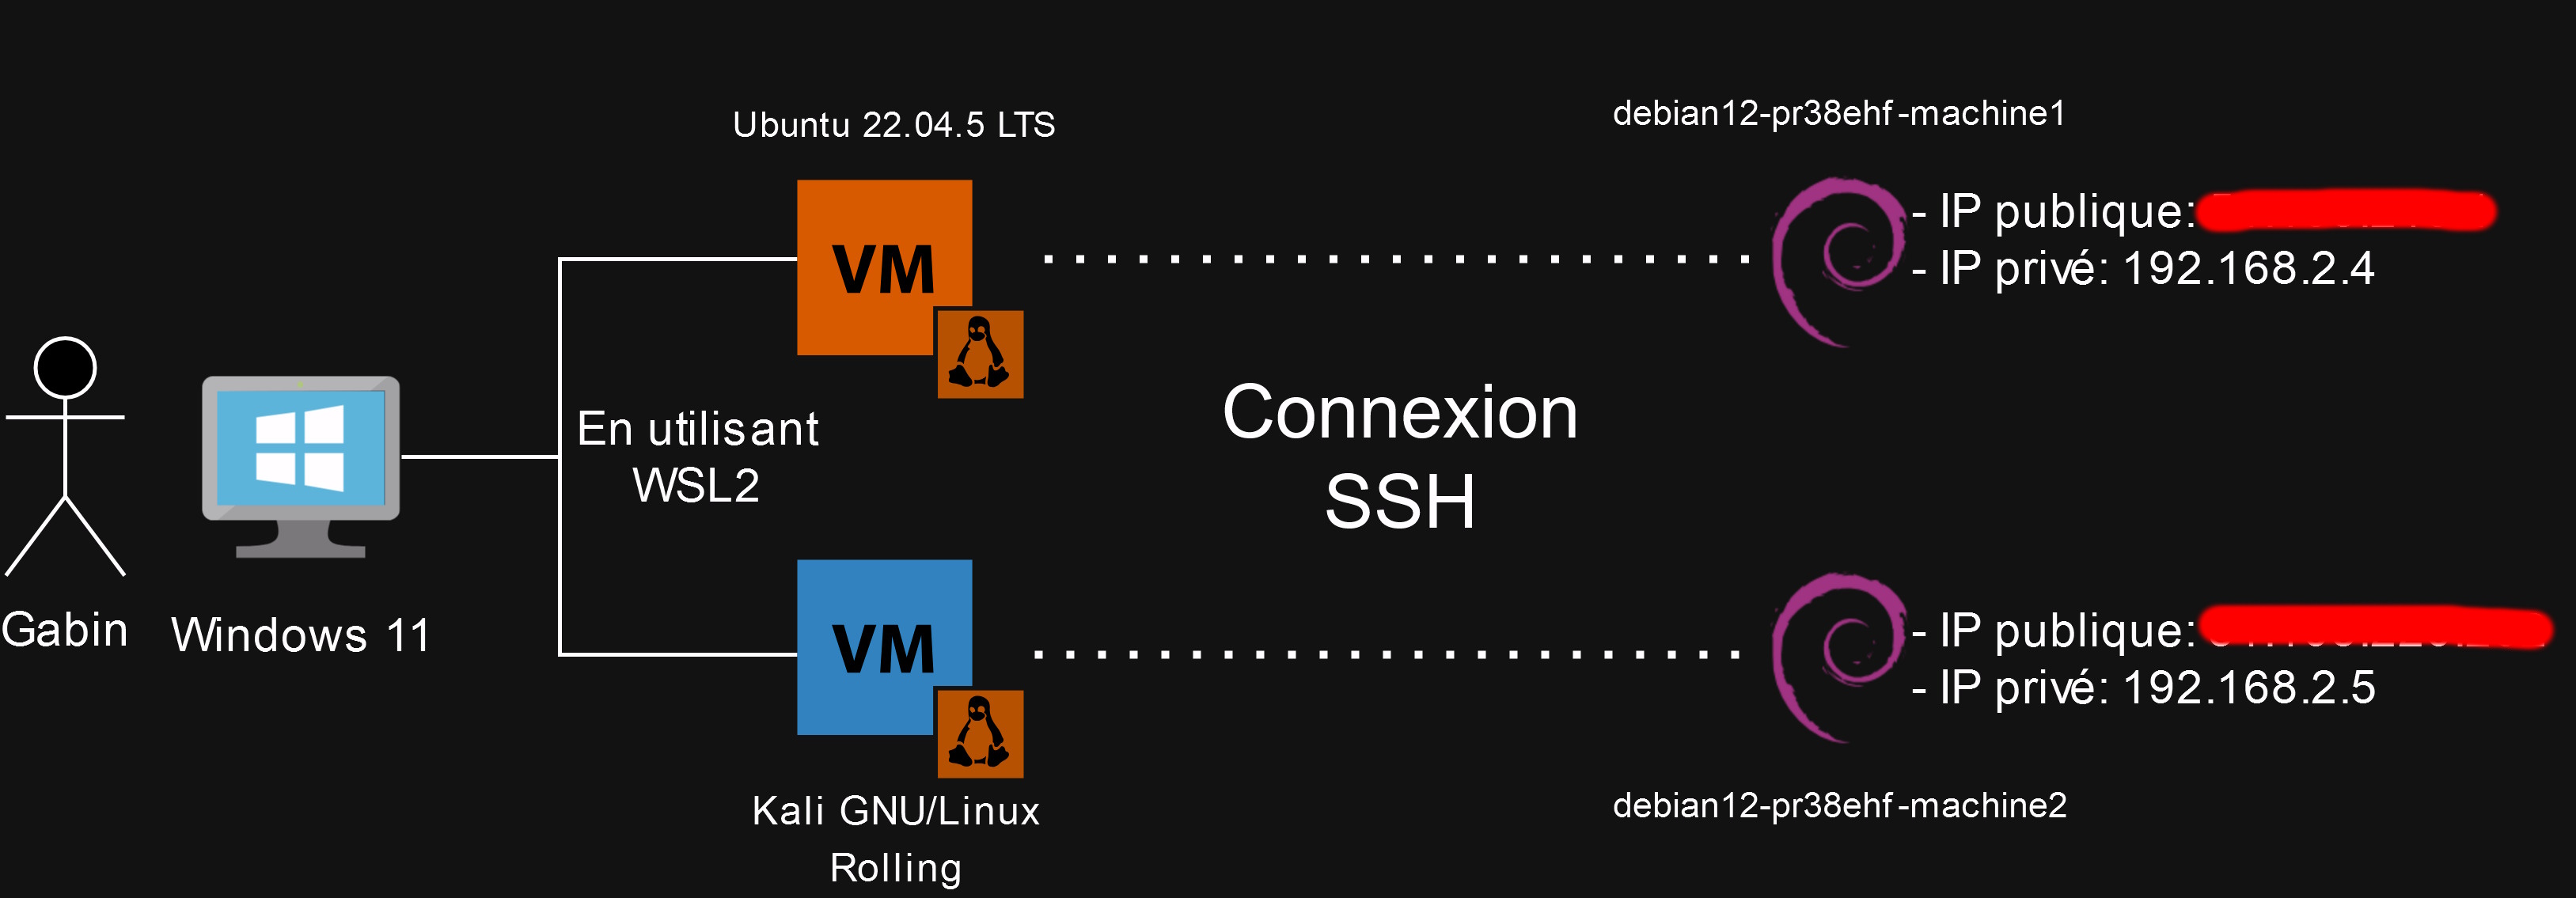 Ubuntu 22.04.5 LTS
debian12-pr38ehf-machine1
VM
- IP publique:
- IP privé: 192.168.2.4
En utilisant
WSL2
Connexion
SSH
Gabin
Windows 11
VM
- IP publique:
- IP privé: 192.168.2.5
Kali GNU/Linux
Rolling
debian12-pr38ehf-machine2